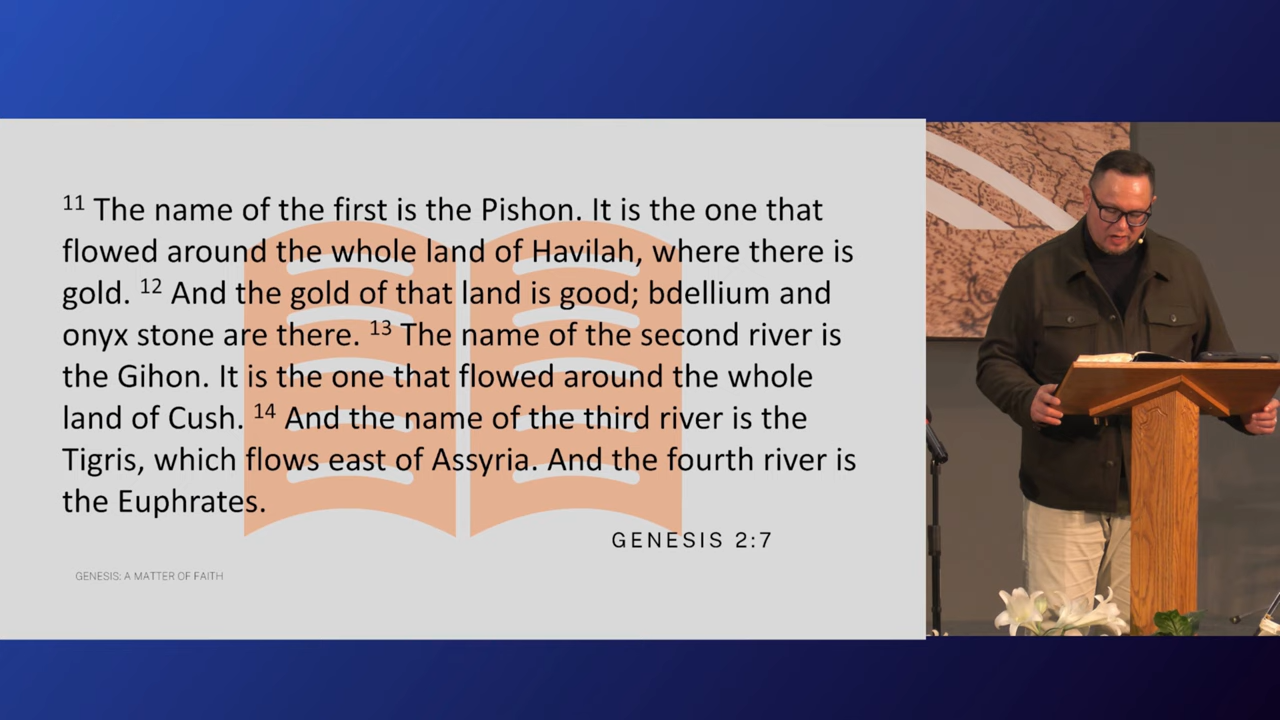 11 The name of the first is the Pishon. It is the one that
flowed around the whole land of Havilah, where there is
gold. 12 And the gold of that land is good; bdellium and
onyx stone are there. 13 The name of the second river is
the Gihon. It is the one that flowed around the whole
land of Cush. 14 And the name of the third river is the
Tigris, which flows east of Assyria. And the fourth river is
the Euphrates.
GENESIS 2:7
GENESIS: A MATTER OF FAITH